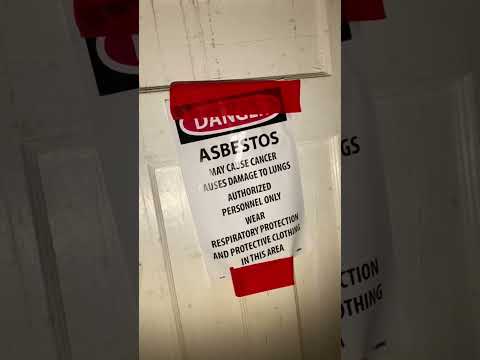 DANGER
ASBESTOS
MAY CAUSE CANCER
AUSES DAMAGE TO LUNGS
AUTHORIZED
PERSONNEL ONLY
WEAR
RESPIRATORY PROTECTION
AND PROTECTIVE CLOTHING
IN THIS AREA